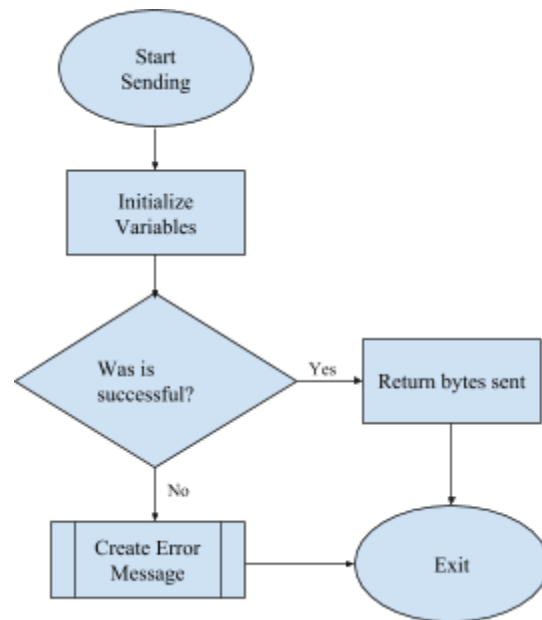 Start
Sending
Initialize
Variables
Was is
successful?
Yes
Return bytes sent
No
Create Error
Message
Exit